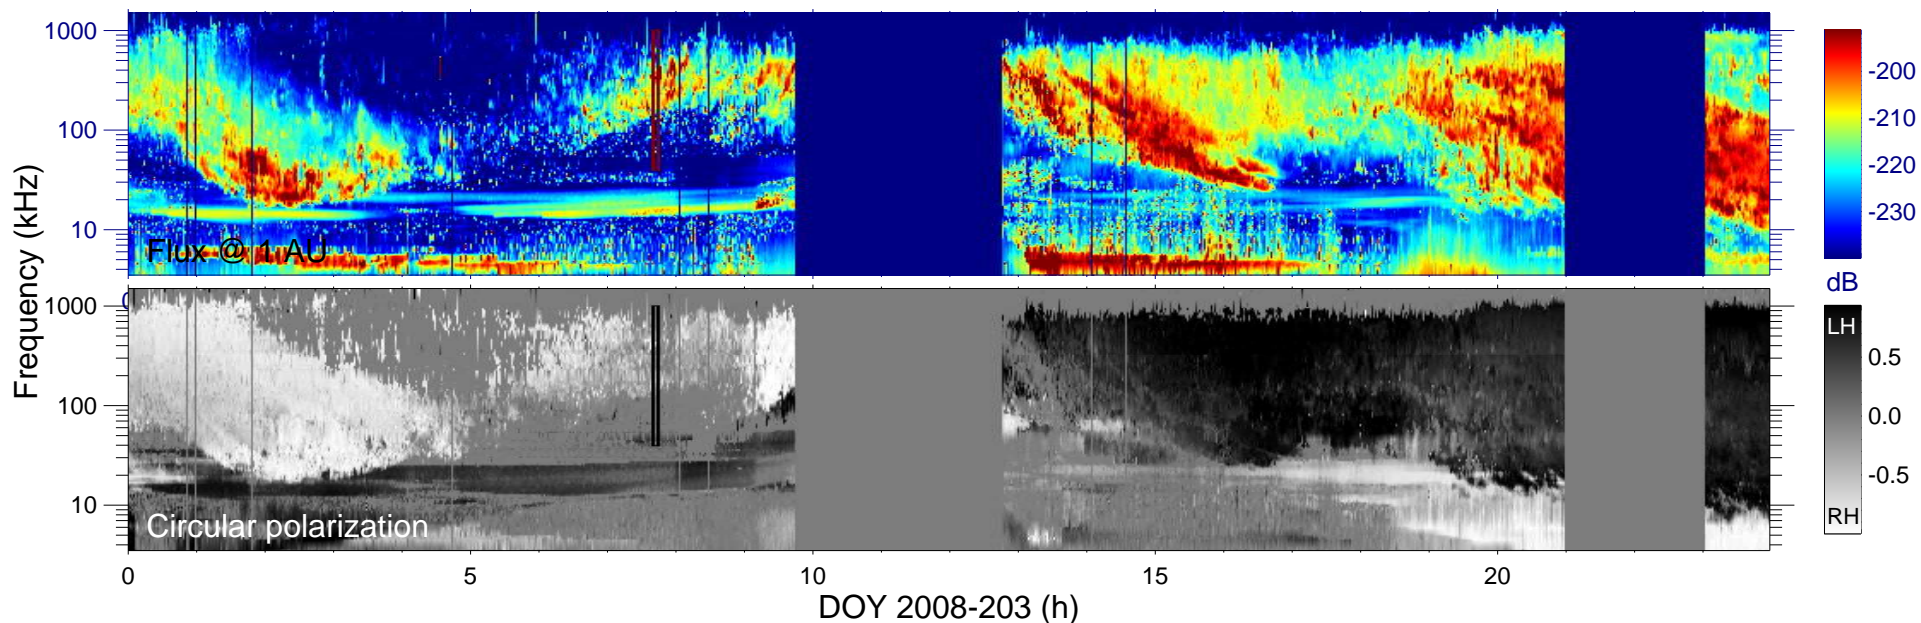 1000
100
10
Flux @ 1 AU
-200
-210
-220
-230
dB
Frequency (kHz)
0
1000
100
10
Circular polarization
LH
0.5
0.0
-0.5
RH
0
5
10
15
20
DOY 2008-203 (h)